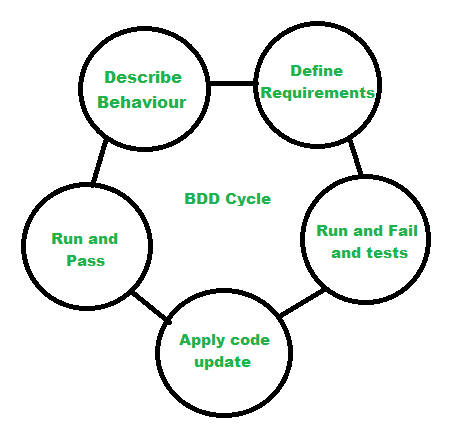 Describe
Behaviour
Define
Requirements
BDD Cycle
Run and
Pass
Run and Fail
and tests
Apply code
update